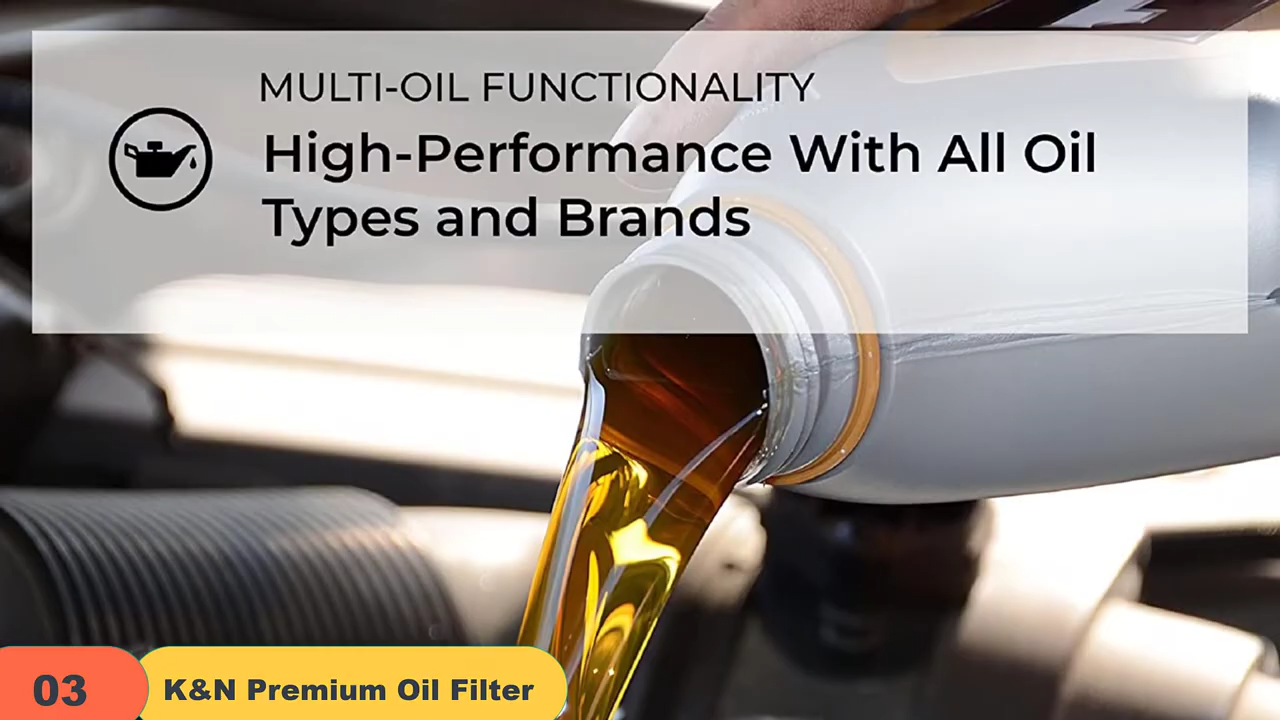 MULTI-OIL FUNCTIONALITY
High-Performance With All Oil
Types and Brands
03
K&N Premium Oil Filter